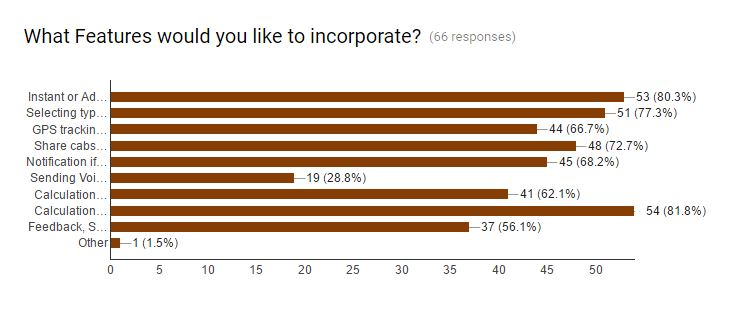 What Features would you like to incorporate? (66 responses)
Instant or Ad... 53 (80.3%)
Selecting typ... 51 (77.3%)
GPS trackin... 44 (66.7%)
Share cabs... 48 (72.7%)
Notification if... 45 (68.2%)
Sending Voi... 19 (28.8%)
Calculation... 41 (62.1%)
Calculation... 54 (81.8%)
Feedback, S... 37 (56.1%)
Other 1 (1.5%)
0 5 10 15 20 25 30 35 40 45 50